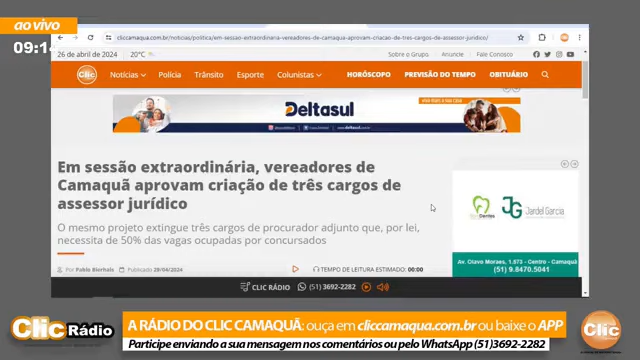 ao vivo
09:1
cliccamaqua.com.br/noticias/politica/em-sessao-extraordinaria-vereadores-de-camaqua-aprovam-criacao-de-tres-cargos-de-assessor-juridico/
26 de abril de 2024 20°C Sobre o Grupo Anuncie Fale Conosco
Clic Notícias Polícia Trânsito Esporte Colunistas HORÓSCOPO PREVISÃO DO TEMPO OBITUÁRIO
Deltasul
Em sessão extraordinária, vereadores de
Camaquã aprovam criação de três cargos de
assessor jurídico
O mesmo projeto extingue três cargos de procurador adjunto que, por lei,
necessita de 50% das vagas ocupadas por concursados
JG Jardel Garcia
Av. Olavo Moraes, 1.573 - Centro - Camaquã
(51) 9.8470.5041
Por Pablo Bierhals Publicado 26/04/2024 TEMPO DE LEITURA ESTIMADO: 00:00
CLIC RÁDIO (51) 3692-2282
Clic Rádio
A RÁDIO DO CLIC CAMAQUÃ: ouça em cliccamaqua.com.br ou baixe o APP
Participe enviando a sua mensagem nos comentários ou pelo WhatsApp (51)3692-2282
Clic